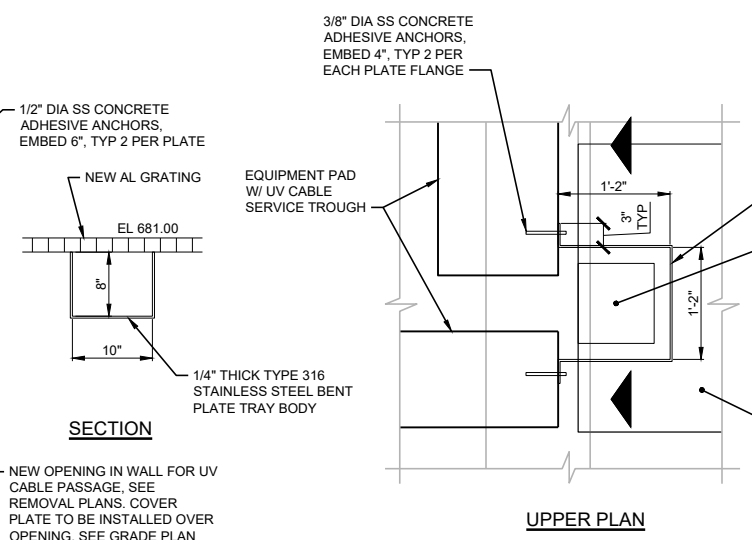 3/8" DIA SS CONCRETE
ADHESIVE ANCHORS,
EMBED 4", TYP 2 PER
EACH PLATE FLANGE
1/2" DIA SS CONCRETE
ADHESIVE ANCHORS,
EMBED 6", TYP 2 PER PLATE
NEW AL GRATING
EL 681.00
8"
10"
1/4" THICK TYPE 316
STAINLESS STEEL BENT
PLATE TRAY BODY
SECTION
NEW OPENING IN WALL FOR UV
CABLE PASSAGE, SEE
REMOVAL PLANS. COVER
PLATE TO BE INSTALLED OVER
OPENING. SEE GRADE PLAN
EQUIPMENT PAD
W/ UV CABLE
SERVICE TROUGH
1'-2"
3"
TYP
1'-2"
UPPER PLAN